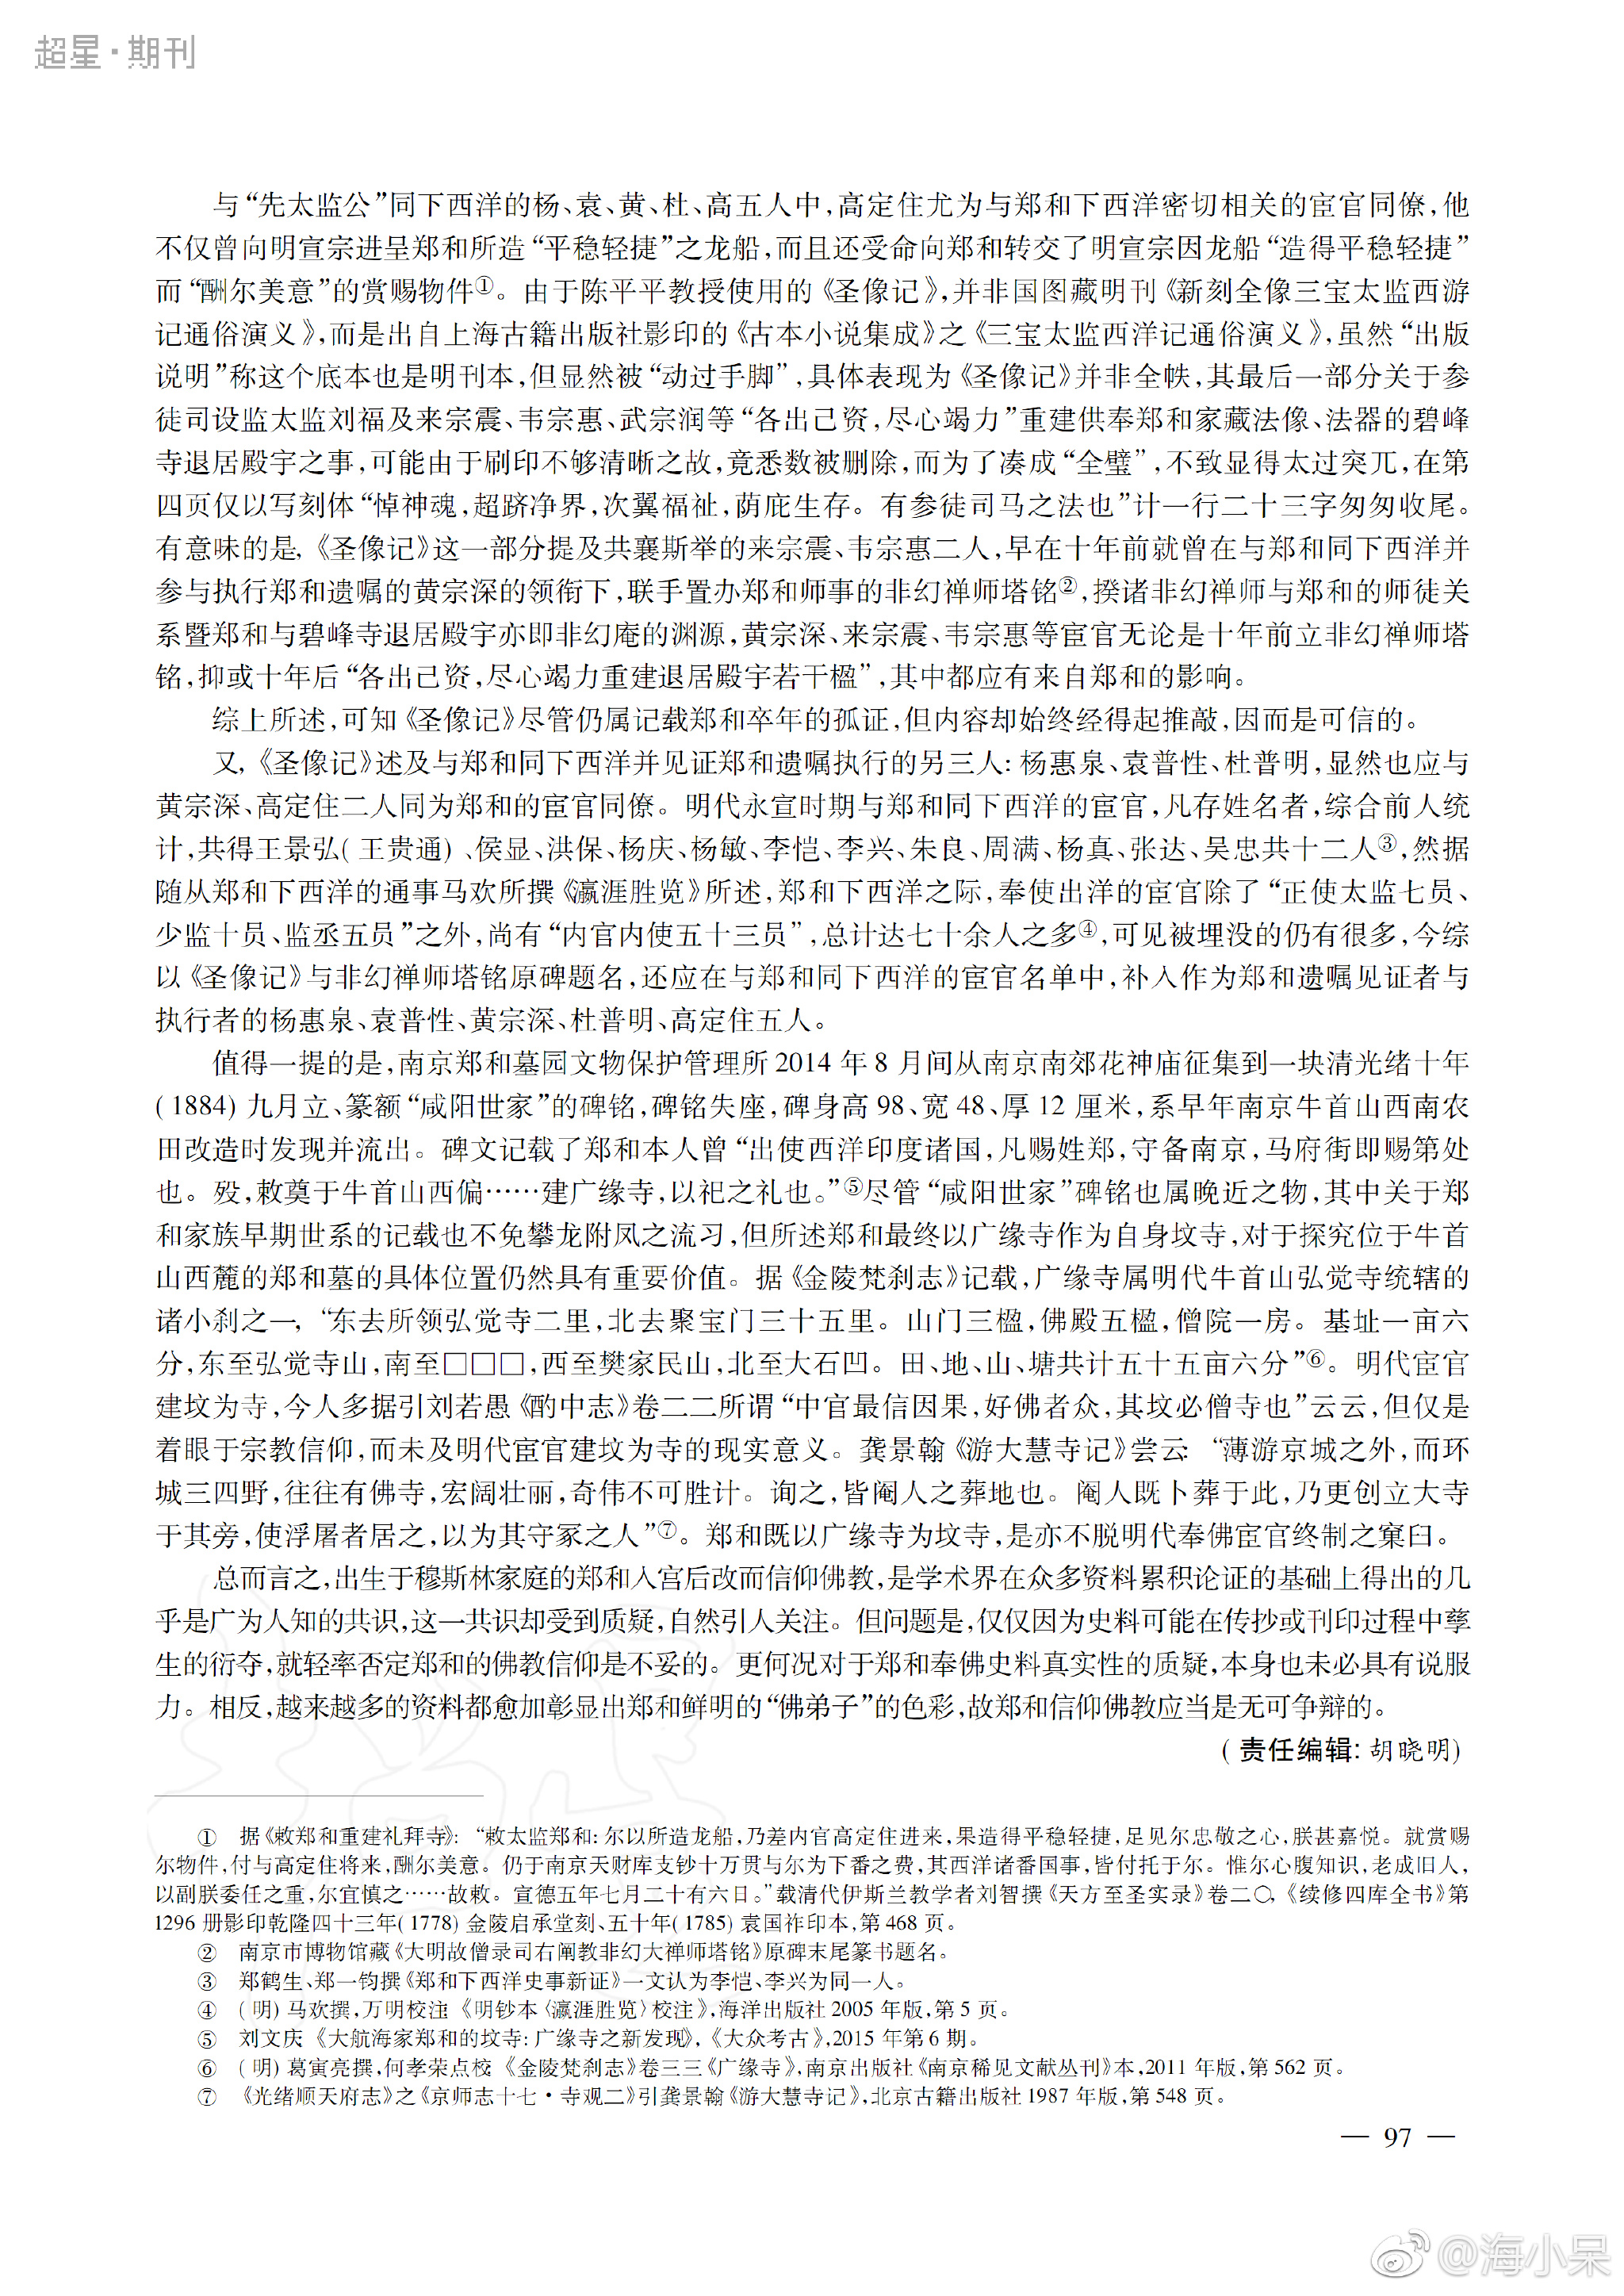 超星·期刊
与“先太监公”同下西洋的杨、袁、黄、杜、高五人中,高定住尤为与郑和下西洋密切相关的宦官同僚,他
不仅曾向明宣宗进呈郑和所造“平稳轻捷”之龙船,而且还受命向郑和转交了明宣宗因龙船“造得平稳轻捷”
而“酬尔美意”的赏赐物件①。由于陈平平教授使用的《圣像记》,并非国图藏明刊《新刻全像三宝太监西游
记通俗演义》,而是出自上海古籍出版社影印的《古本小说集成》之《三宝太监西洋记通俗演义》,虽然“出版
说明”称这个底本也是明刊本,但显然被“动过手脚”,具体表现为《圣像记》并非全帙,其最后一部分关于参
徒司设监太监刘福及来宗震、韦宗惠、武宗润等“各出己资,尽心竭力”重建供奉郑和家藏法像、法器的碧峰
寺退居殿宇之事,可能由于刷印不够清晰之故,竟悉数被删除,而为了凑成“全璧”,不致显得太过突兀,在第
四页仅以写刻体“悼神魂,超跻净界,次翼福祉,荫庇生存。有参徒司马之法也”计一行二十三字匆匆收尾。
有意味的是,《圣像记》这一部分提及共襄斯举的来宗震、韦宗惠二人,早在十年前就曾在与郑和同下西洋并
参与执行郑和遗嘱的黄宗深的领衔下,联手置办郑和师事的非幻禅师塔铭②,揆诸非幻禅师与郑和的师徒关
系暨郑和与碧峰寺退居殿宇亦即非幻庵的渊源,黄宗深、来宗震、韦宗惠等宦官无论是十年前立非幻禅师塔
铭,抑或十年后“各出己资,尽心竭力重建退居殿宇若干楹”,其中都应有来自郑和的影响。
综上所述,可知《圣像记》尽管仍属记载郑和卒年的孤证,但内容却始终经得起推敲,因而是可信的。
又,《圣像记》述及与郑和同下西洋并见证郑和遗嘱执行的另三人:杨惠泉、袁普性、杜普明,显然也应与
黄宗深、高定住二人同为郑和的宦官同僚。明代永宣时期与郑和同下西洋的宦官,凡存姓名者,综合前人统
计,共得王景弘(王贵通)、侯显、洪保、杨庆、杨敏、李恺、李兴、朱良、周满、杨真、张达、吴忠共十二人③,然据
随从郑和下西洋的通事马欢所撰《瀛涯胜览》所述,郑和下西洋之际,奉使出洋的宦官除了“正使太监七员、
少监十员、监丞五员”之外,尚有“内官内使五十三员”,总计达七十余人之多④,可见被埋没的仍有很多,今综
以《圣像记》与非幻禅师塔铭原碑题名,还应在与郑和同下西洋的宦官名单中,补入作为郑和遗嘱见证者与
执行者的杨惠泉、袁普性、黄宗深、杜普明、高定住五人。
值得一提的是,南京郑和墓园文物保护管理所 2014 年 8 月间从南京南郊花神庙征集到一块清光绪十年
(1884)九月立、篆额“咸阳世家”的碑铭,碑铭失座,碑身高 98、宽 48、厚 12 厘米,系早年南京牛首山西南农
田改造时发现并流出。碑文记载了郑和本人曾“出使西洋印度诸国,凡赐姓郑,守备南京,马府街即赐第处
也。殁,敕奠于牛首山西偏……建广缘寺,以祀之礼也。”⑤尽管“咸阳世家”碑铭也属晚近之物,其中关于郑
和家族早期世系的记载也不免攀龙附凤之流习,但所述郑和最终以广缘寺作为自身坟寺,对于探究位于牛首
山西麓的郑和墓的具体位置仍然具有重要价值。据《金陵梵刹志》记载,广缘寺属明代牛首山弘觉寺统辖的
诸小刹之一,“东去所领弘觉寺二里,北去聚宝门三十五里。山门三楹,佛殿五楹,僧院一房。基址一亩六
分,东至弘觉寺山,南至□□□,西至樊家民山,北至大石凹。田、地、山、塘共计五十五亩六分”⑥。明代宦官
建坟为寺,今人多据引刘若愚《酌中志》卷二二所谓“中官最信因果,好佛者众,其坟必僧寺也”云云,但仅是
着眼于宗教信仰,而未及明代宦官建坟为寺的现实意义。龚景翰《游大慧寺记》尝云:“薄游京城之外,而环
城三四野,往往有佛寺,宏阔壮丽,奇伟不可胜计。询之,皆阉人之葬地也。阉人既卜葬于此,乃更创立大寺
于其旁,使浮屠者居之,以为其守冢之人”⑦。郑和既以广缘寺为坟寺,是亦不脱明代奉佛宦官终制之窠臼。
总而言之,出生于穆斯林家庭的郑和入宫后改而信仰佛教,是学术界在众多资料累积论证的基础上得出的几
乎是广为人知的共识,这一共识却受到质疑,自然引人关注。但问题是,仅仅因为史料可能在传抄或刊印过程中孳
生的衍夺,就轻率否定郑和的佛教信仰是不妥的。更何况对于郑和奉佛史料真实性的质疑,本身也未必具有说服
力。相反,越来越多的资料都愈加彰显出郑和鲜明的“佛弟子”的色彩,故郑和信仰佛教应当是无可争辩的。
(责任编辑:胡晓明)
① 据《敕郑和重建礼拜寺》:“敕太监郑和:尔以所造龙船,乃差内官高定住进来,果造得平稳轻捷,足见尔忠敬之心,朕甚嘉悦。就赏赐
尔物件,付与高定住将来,酬尔美意。仍于南京天财库支钞十万贯与尔为下番之费,其西洋诸番国事,皆付托于尔。惟尔心腹知识,老成旧人,
以副朕委任之重,尔宜慎之……故敕。宣德五年七月二十有六日。”载清代伊斯兰教学者刘智撰《天方至圣实录》卷二〇,《续修四库全书》第
1296 册影印乾隆四十三年(1778)金陵启承堂刻、五十年(1785)袁国祚印本,第 468 页。
② 南京市博物馆藏《大明故僧录司右阐教非幻大禅师塔铭》原碑末尾篆书题名。
③ 郑鹤生、郑一钧撰《郑和下西洋史事新证》一文认为李恺、李兴为同一人。
④ (明)马欢撰,万明校注:《明钞本〈瀛涯胜览〉校注》,海洋出版社 2005 年版,第 5 页。
⑤ 刘文庆:《大航海家郑和的坟寺:广缘寺之新发现》,《大众考古》,2015 年第 6 期。
⑥ (明)葛寅亮撰,何孝荣点校:《金陵梵刹志》卷三三《广缘寺》,南京出版社《南京稀见文献丛刊》本,2011 年版,第 562 页。
⑦ 《光绪顺天府志》之《京师志十七·寺观二》引龚景翰《游大慧寺记》,北京古籍出版社 1987 年版,第 548 页。
— 97 —
@海小呆